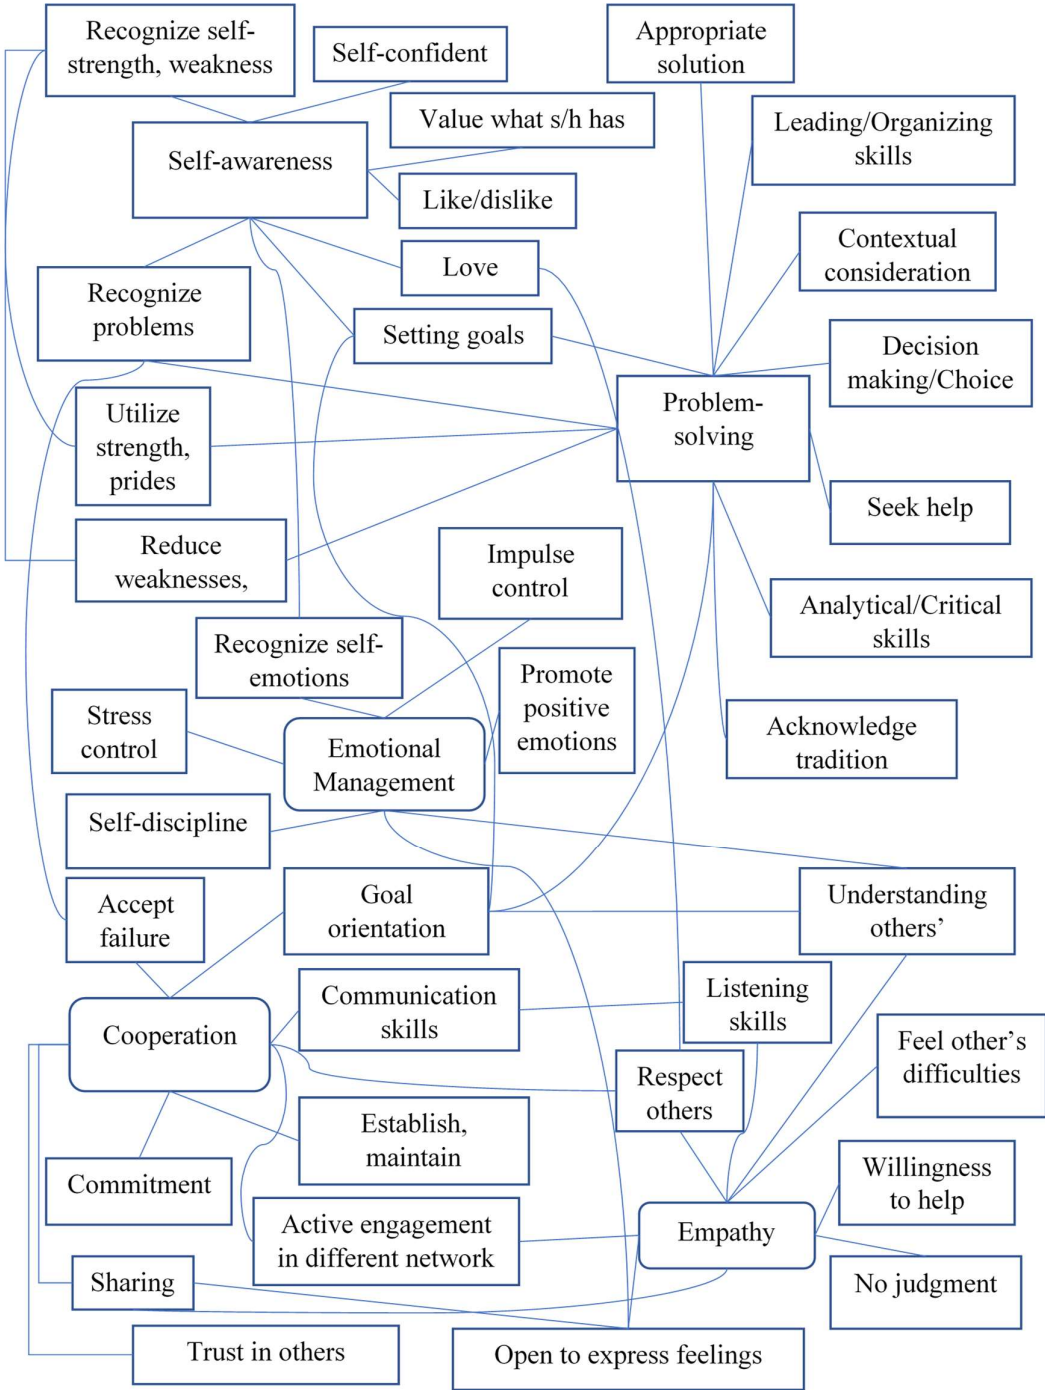 Recognize self-
strength, weakness
Self-confident
Appropriate
solution
Value what s/h has
Leading/Organizing
skills
Self-awareness
Like/dislike
Contextual
consideration
Love
Recognize
problems
Setting goals
Decision
making/Choice
Problem-
solving
Utilize
strength,
prides
Seek help
Reduce
weaknesses,
Impulse
control
Analytical/Critical
skills
Recognize self-
emotions
Promote
positive
emotions
Stress
control
Emotional
Management
Acknowledge
tradition
Self-discipline
Accept
failure
Goal
orientation
Understanding
others’
Communication
skills
Listening
skills
Cooperation
Feel other’s
difficulties
Respect
others
Establish,
maintain
Commitment
Willingness
to help
Active engagement
in different network
Empathy
Sharing
No judgment
Trust in others
Open to express feelings